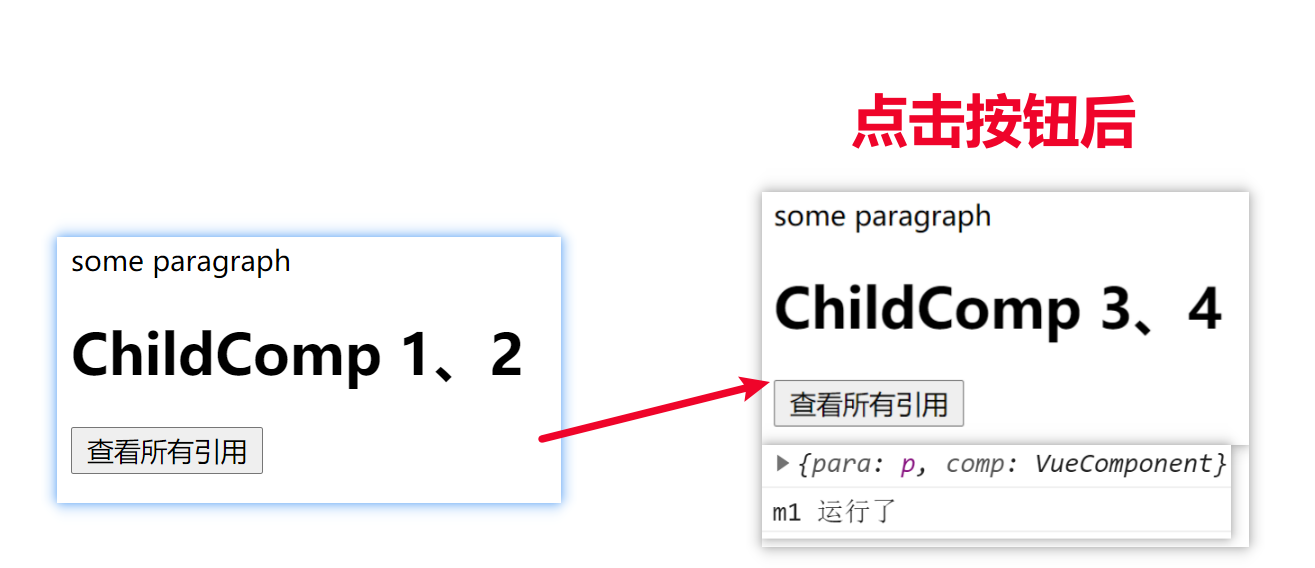 点击按钮后
some paragraph
ChildComp 1、2
查看所有引用
some paragraph
ChildComp 3、4
查看所有引用
{para: p, comp: VueComponent}
m1 运行了